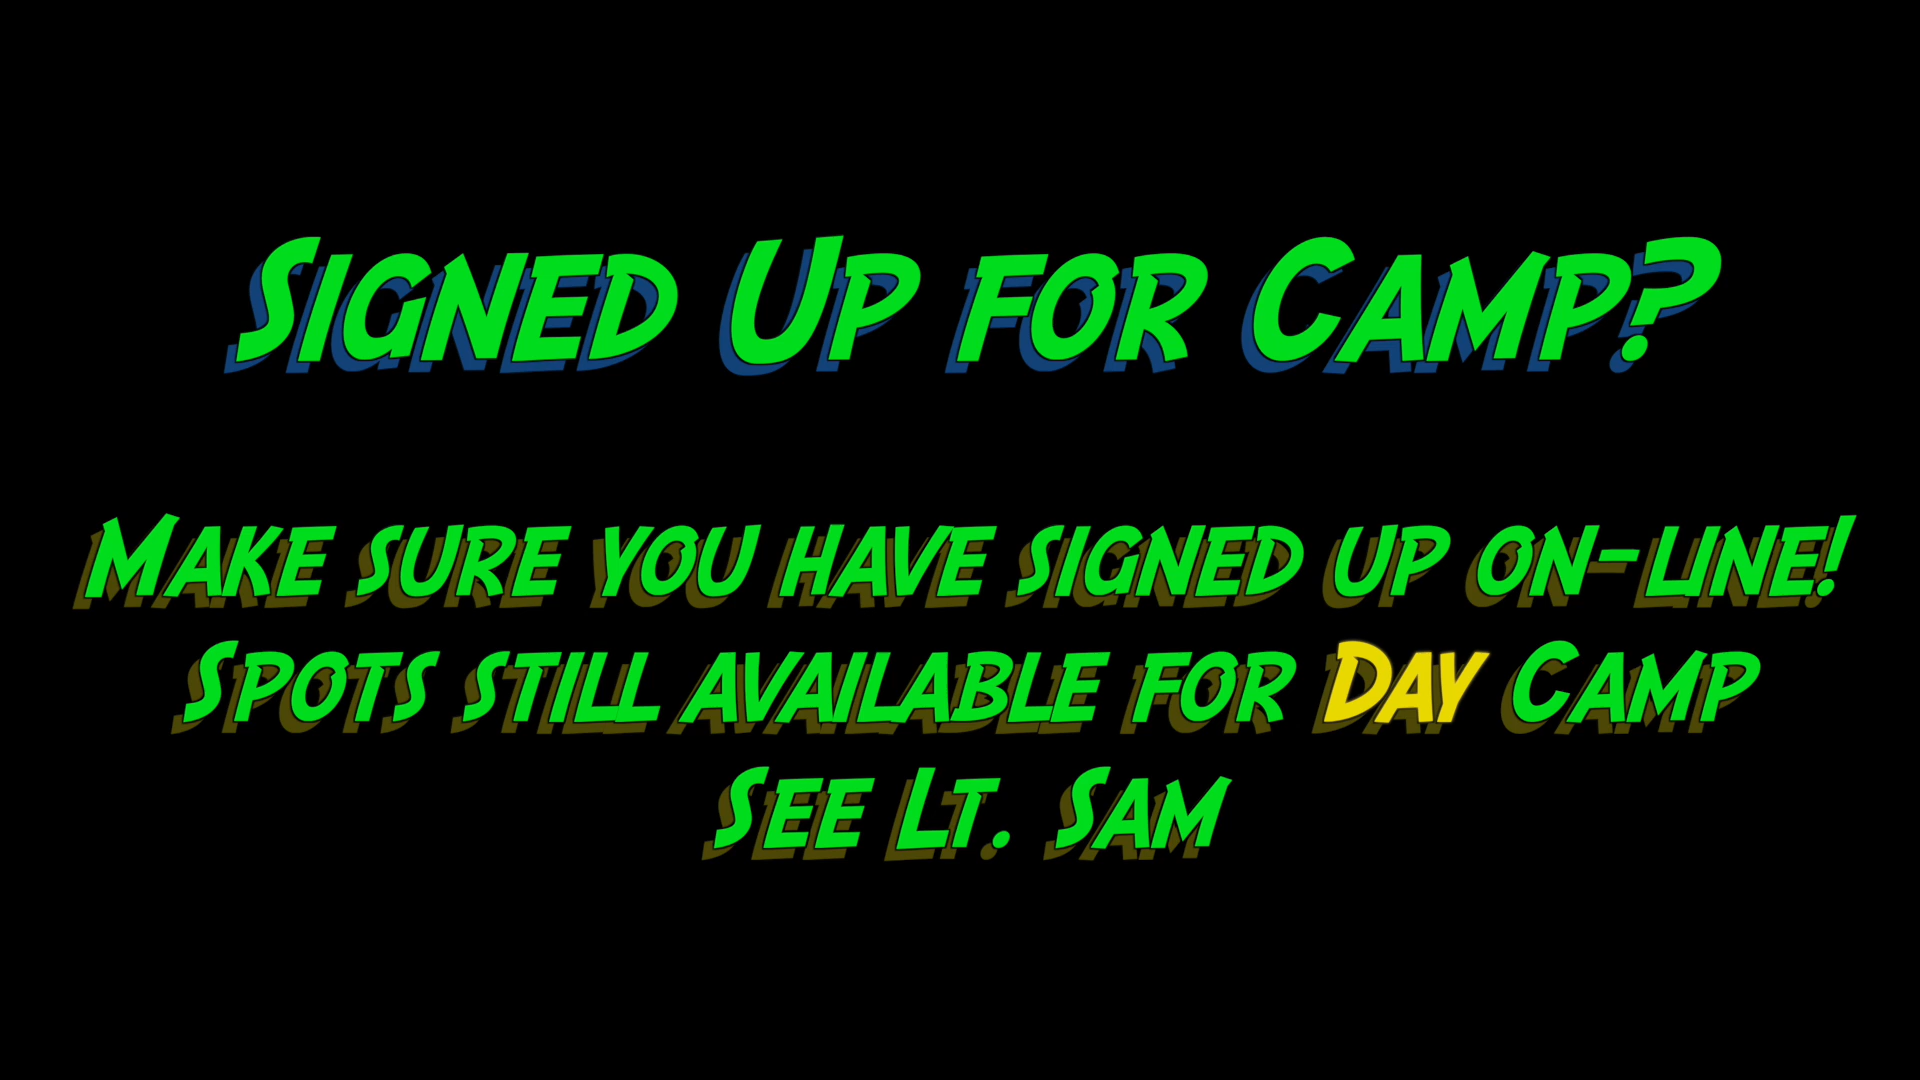 Signed Up for Camp?
Make sure you have signed up on-line!
Spots still available for Day Camp
See Lt. Sam